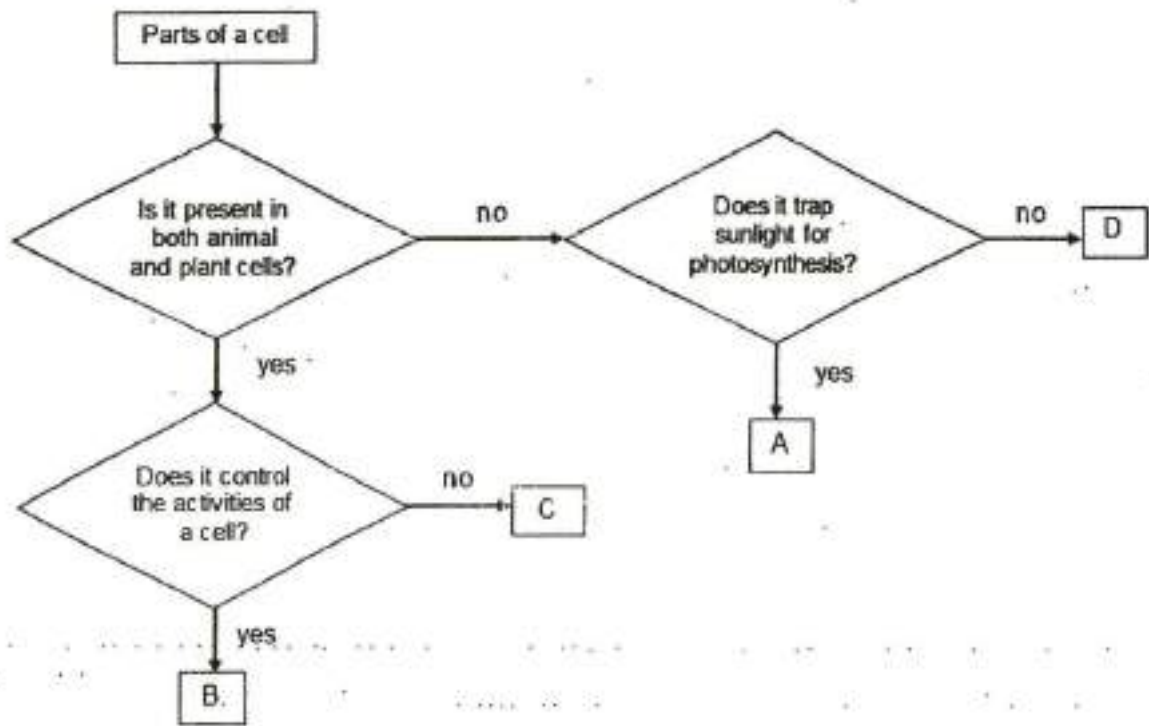 Parts of a cell
Is it present in
both animal
and plant cells?
no
Does it trap
sunlight for
photosynthesis?
no
D
yes
yes
A
Does it control
the activities of
a cell?
no
C
yes
B